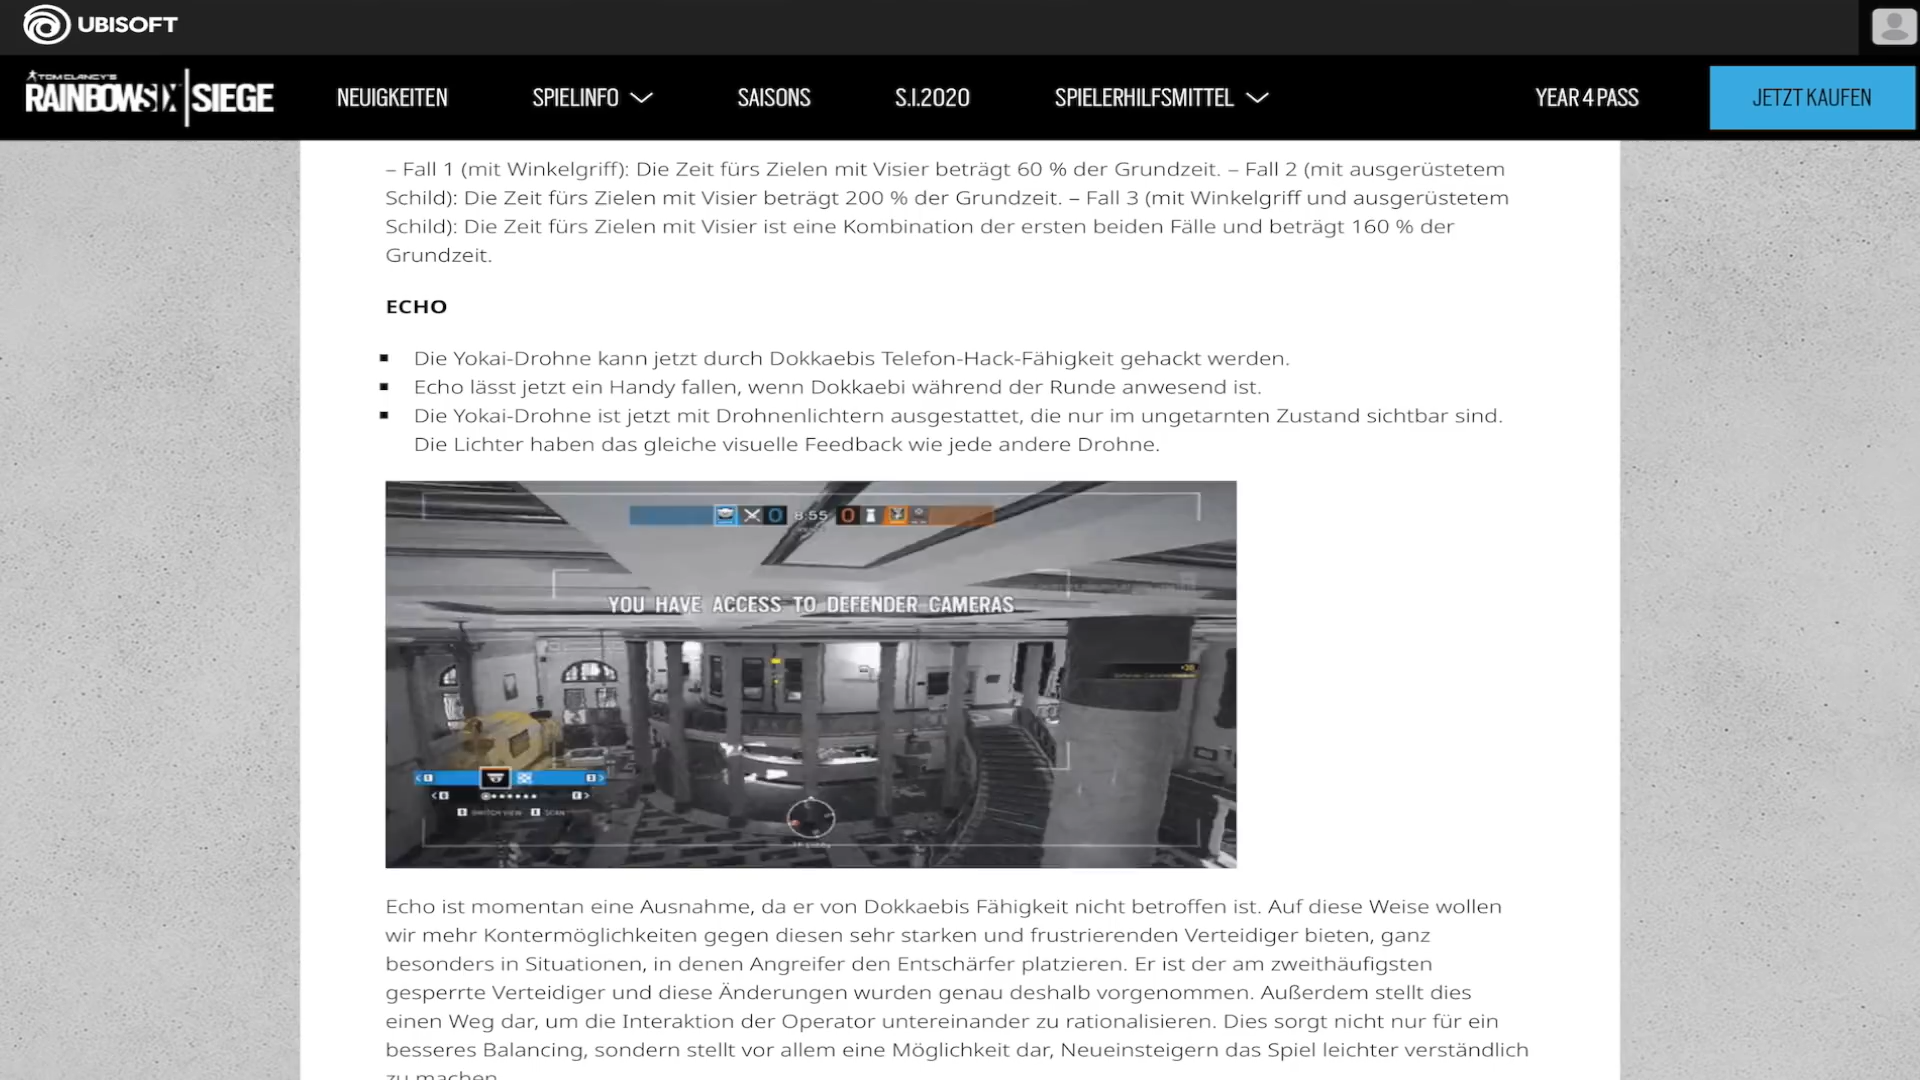 UBISOFT
TOM CLANCY'S
RAINBOWSIX SIEGE
NEUIGKEITEN
SPIELINFO
SAISONS
S.I.2020
SPIELERHILFSMITTEL
YEAR 4 PASS
JETZT KAUFEN
– Fall 1 (mit Winkelgriff): Die Zeit fürs Zielen mit Visier beträgt 60 % der Grundzeit. – Fall 2 (mit ausgerüstetem
Schild): Die Zeit fürs Zielen mit Visier beträgt 200 % der Grundzeit. – Fall 3 (mit Winkelgriff und ausgerüstetem
Schild): Die Zeit fürs Zielen mit Visier ist eine Kombination der ersten beiden Fälle und beträgt 160 % der
Grundzeit.
ECHO
Die Yokai-Drohne kann jetzt durch Dokkaebis Telefon-Hack-Fähigkeit gehackt werden.
Echo lässt jetzt ein Handy fallen, wenn Dokkaebi während der Runde anwesend ist.
Die Yokai-Drohne ist jetzt mit Drohnenlichtern ausgestattet, die nur im ungetarnten Zustand sichtbar sind.
Die Lichter haben das gleiche visuelle Feedback wie jede andere Drohne.
0 8:55 0
YOU HAVE ACCESS TO DEFENDER CAMERAS
SWITCH VIEW SCAN
Echo ist momentan eine Ausnahme, da er von Dokkaebis Fähigkeit nicht betroffen ist. Auf diese Weise wollen
wir mehr Kontermöglichkeiten gegen diesen sehr starken und frustrierenden Verteidiger bieten, ganz
besonders in Situationen, in denen Angreifer den Entschärfer platzieren. Er ist der am zweithäufigsten
gesperrte Verteidiger und diese Änderungen wurden genau deshalb vorgenommen. Außerdem stellt dies
einen Weg dar, um die Interaktion der Operator untereinander zu rationalisieren. Dies sorgt nicht nur für ein
besseres Balancing, sondern stellt vor allem eine Möglichkeit dar, Neueinsteigern das Spiel leichter verständlich
zu machen.